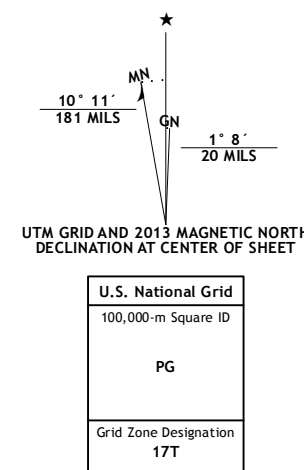 MN
10° 11´
181 MILS
GN
1° 8´
20 MILS
UTM GRID AND 2013 MAGNETIC NORTH
DECLINATION AT CENTER OF SHEET
U.S. National Grid
100,000-m Square ID
PG
Grid Zone Designation
17T